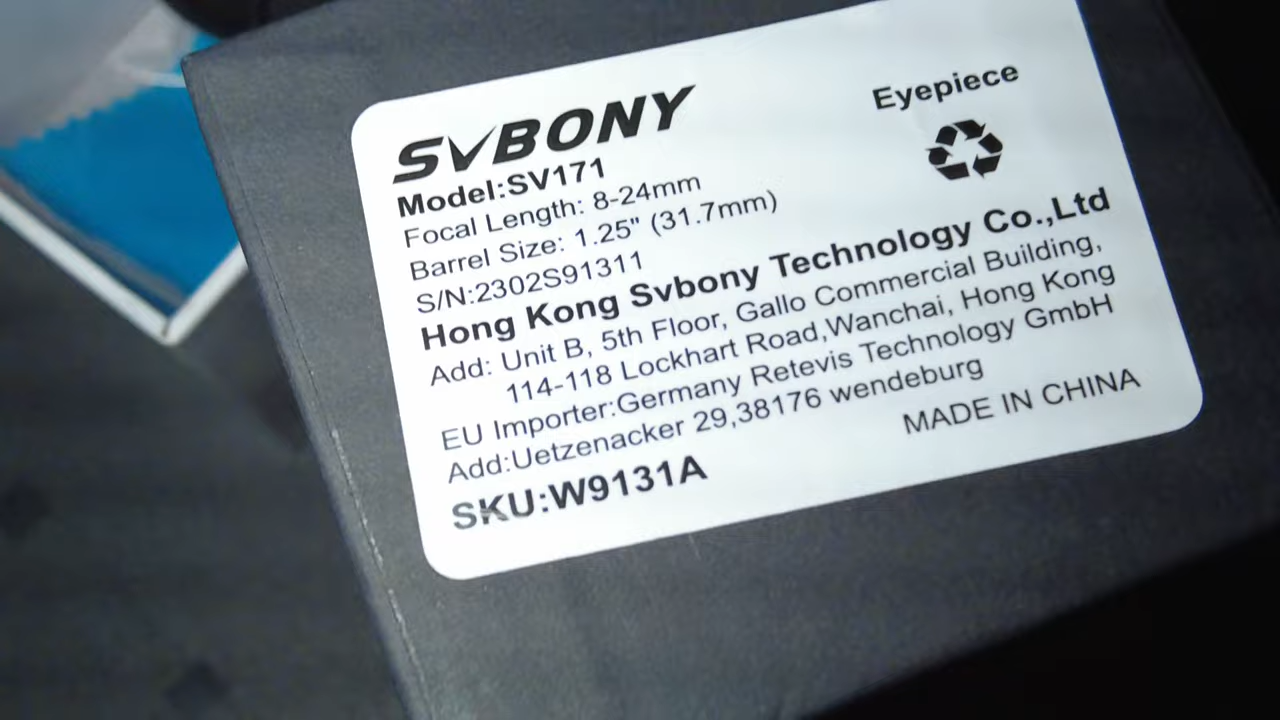 SVBONY
Eyepiece
Model:SV171
Focal Length: 8-24mm
Barrel Size: 1.25" (31.7mm)
S/N:2302S91311
Hong Kong Svbony Technology Co.,Ltd
Add: Unit B, 5th Floor, Gallo Commercial Building,
114-118 Lockhart Road,Wanchai, Hong Kong
EU Importer:Germany Retevis Technology GmbH
Add:Uetzenacker 29,38176 wendeburg
MADE IN CHINA
SKU:W9131A